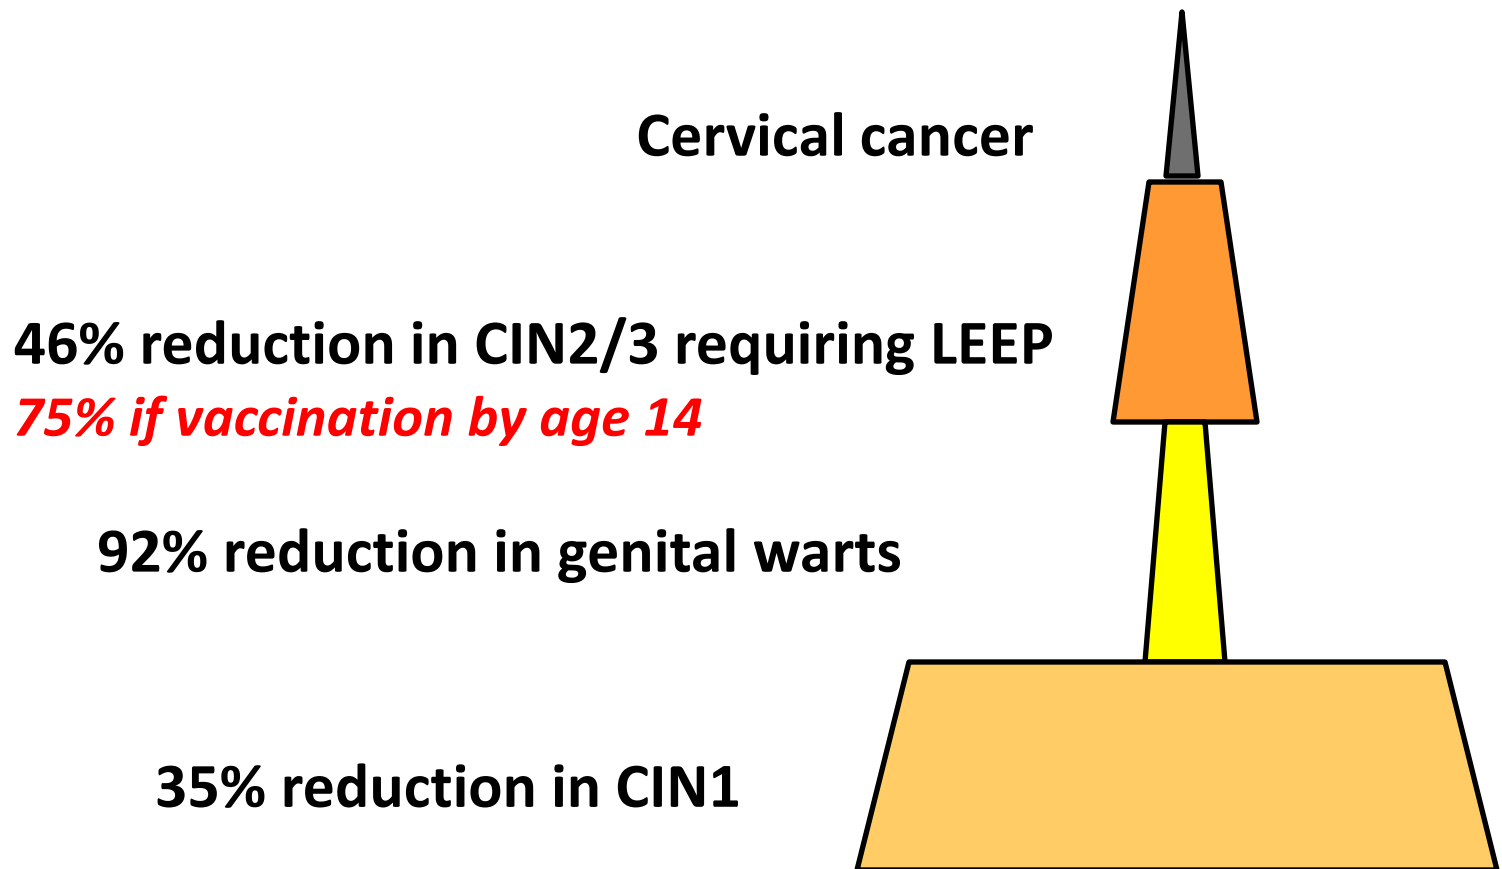 Cervical cancer
46% reduction in CIN2/3 requiring LEEP
75% if vaccination by age 14
92% reduction in genital warts
35% reduction in CIN1